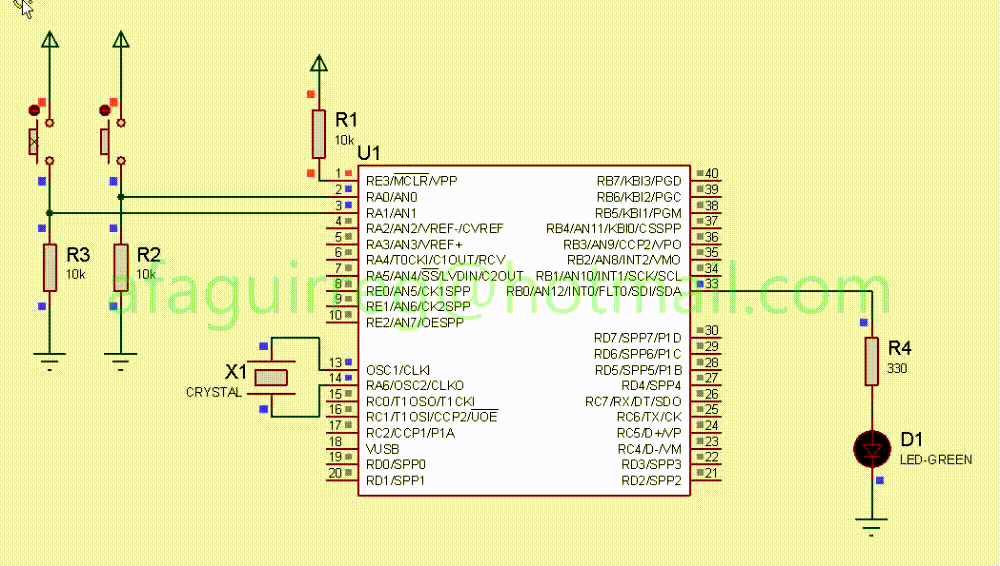 R1
10k
U1
R3
10k
R2
10k
1 RE3/MCLR/VPP
2 RA0/AN0
3 RA1/AN1
4 RA2/AN2/VREF-/CVREF
5 RA3/AN3/VREF+
6 RA4/T0CKI/C1OUT/RCV
7 RA5/AN4/SS/LVDIN/C2OUT
8 RE0/AN5/CK1SPP
9 RE1/AN6/CK2SPP
10 RE2/AN7/OESPP
13 OSC1/CLKI
14 RA6/OSC2/CLKO
15 RC0/T1OSO/T1CKI
16 RC1/T1OSI/CCP2/UOE
17 RC2/CCP1/P1A
18 VUSB
19 RD0/SPP0
20 RD1/SPP1
RB7/KBI3/PGD 40
RB6/KBI2/PGC 39
RB5/KBI1/PGM 38
RB4/AN11/KBI0/CSSPP 37
RB3/AN9/CCP2/VPO 36
RB2/AN8/INT2/VMO 35
RB1/AN10/INT1/SCK/SCL 34
RB0/AN12/INT0/FLT0/SDI/SDA 33
RD7/SPP7/P1D 30
RD6/SPP6/P1C 29
RD5/SPP5/P1B 28
RD4/SPP4 27
RC7/RX/DT/SDO 26
RC6/TX/CK 25
RC5/D+/VP 24
RC4/D-/VM 23
RD3/SPP3 22
RD2/SPP2 21
X1
CRYSTAL
R4
330
D1
LED-GREEN